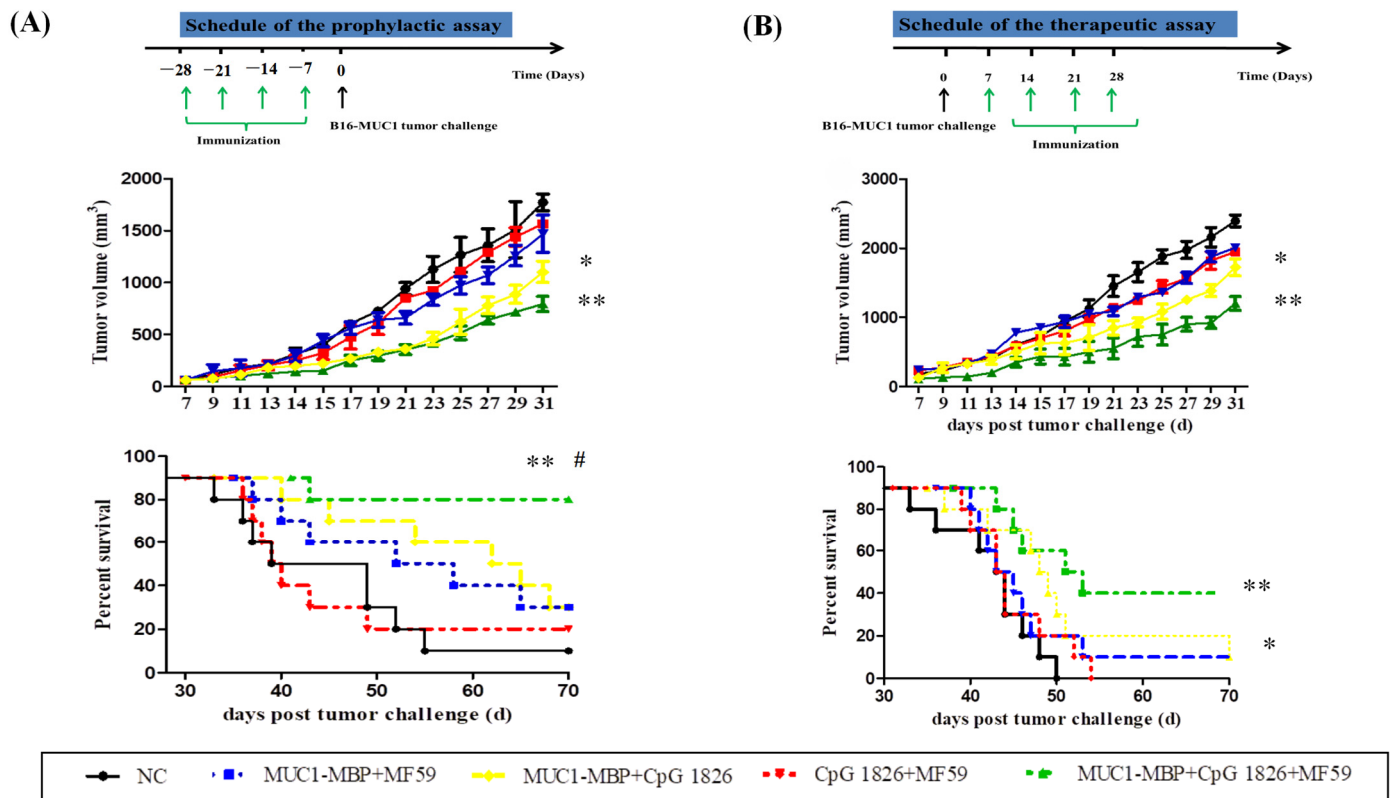 (A)
Schedule of the prophylactic assay
−28 −21 −14 −7 0
Time (Days)
B16-MUC1 tumor challenge
Immunization
Tumor volume (mm³)
2000
1500
1000
500
0
*
**
7 9 11 13 14 15 17 19 21 23 25 27 29 31
days post tumor challenge (d)
Percent survival
100
80
60
40
20
0
** #
30 40 50 60 70
days post tumor challenge (d)
(B)
Schedule of the therapeutic assay
0 7 14 21 28
Time (Days)
B16-MUC1 tumor challenge
Immunization
Tumor volume (mm³)
3000
2000
1000
0
*
**
7 9 11 13 14 15 17 19 21 23 25 27 29 31
days post tumor challenge (d)
Percent survival
100
80
60
40
20
0
**
*
30 40 50 60 70
days post tumor challenge (d)
NC MUC1-MBP+MF59 MUC1-MBP+CpG 1826 CpG 1826+MF59 MUC1-MBP+CpG 1826+MF59